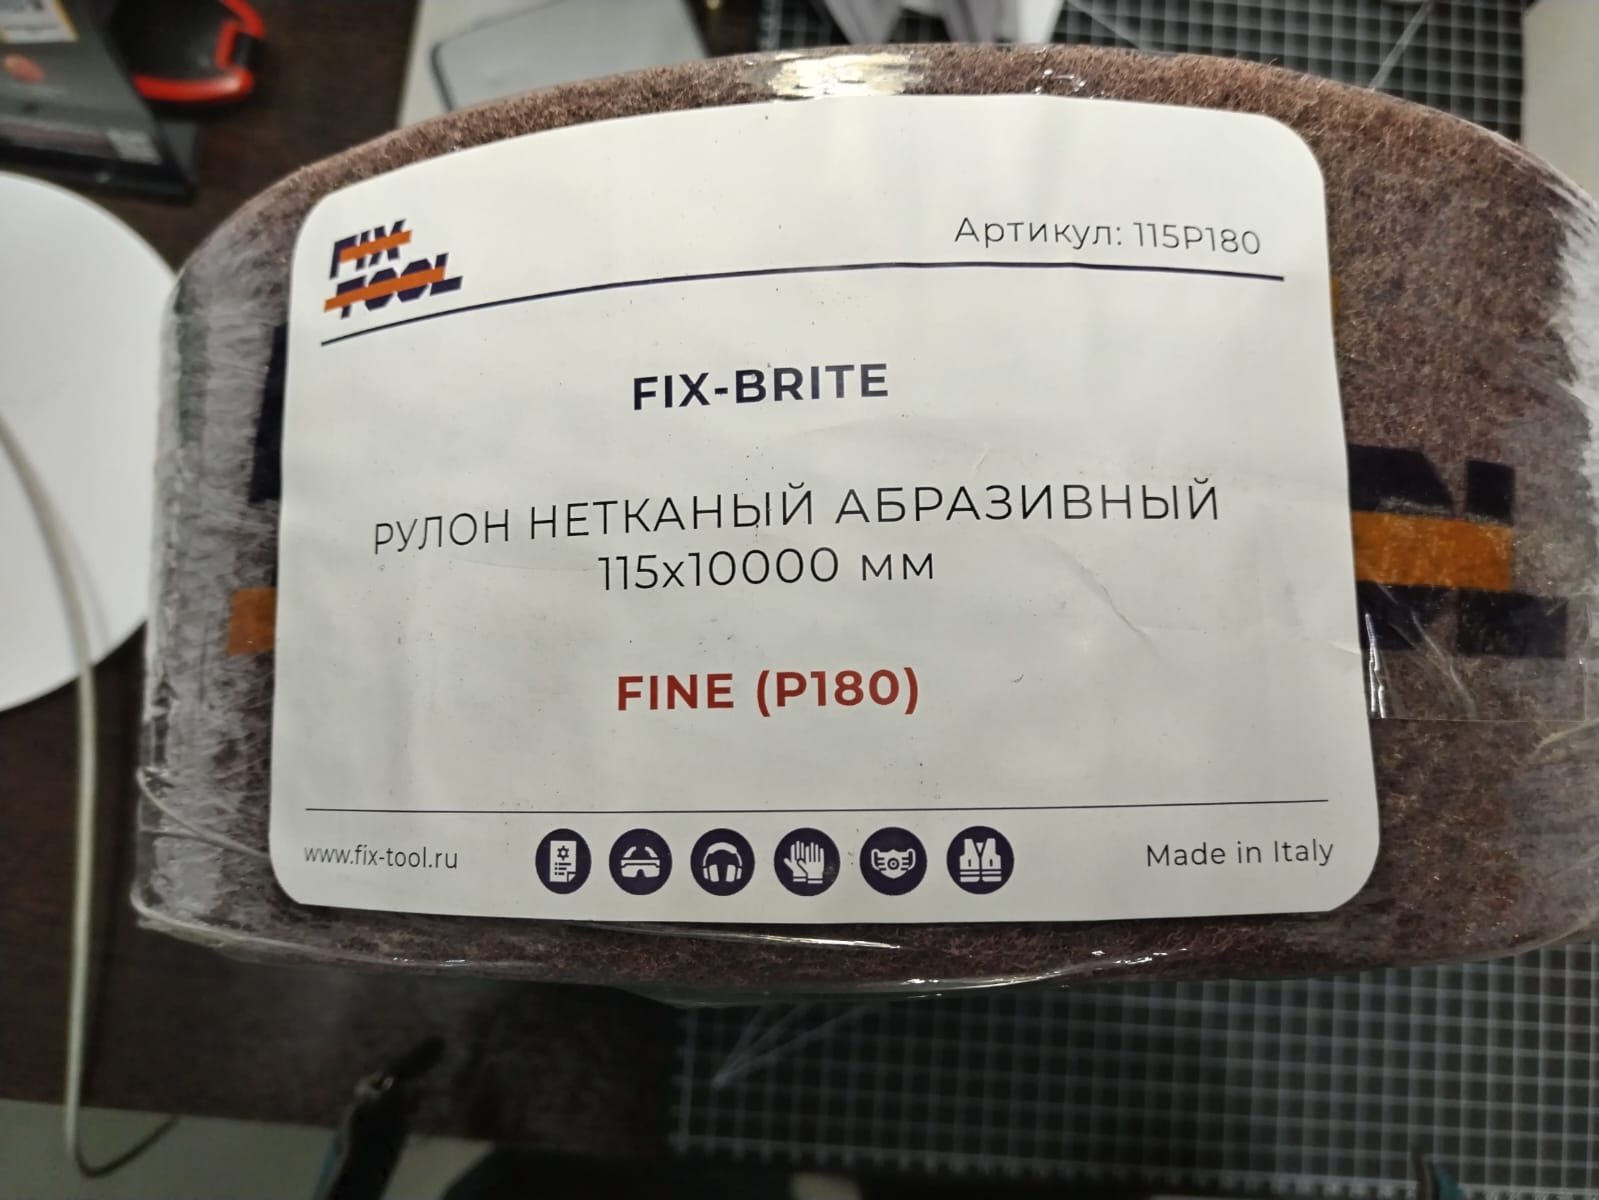 FIX
TOOL
Артикул: 115P180
FIX-BRITE
РУЛОН НЕТКАНЫЙ АБРАЗИВНЫЙ
115x10000 мм
FINE (P180)
www.fix-tool.ru
Made in Italy